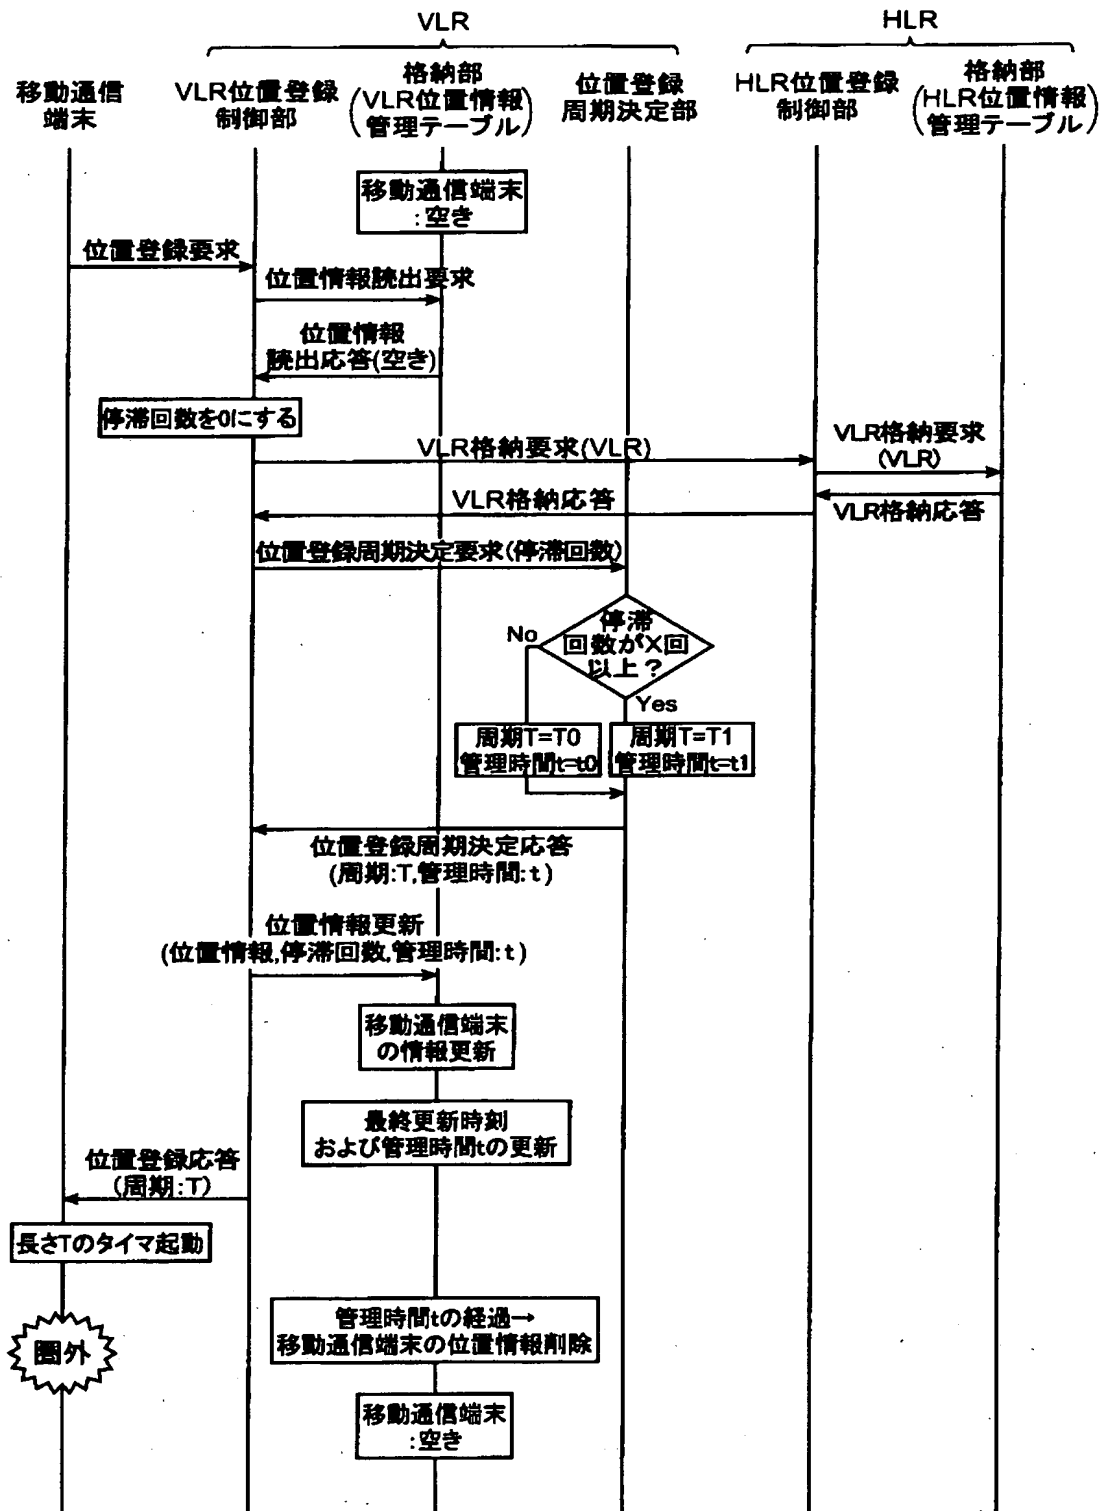 VLR
HLR
移動通信
端末
VLR位置登録
制御部
格納部
(VLR位置情報
管理テーブル)
位置登録
周期決定部
HLR位置登録
制御部
格納部
(HLR位置情報
管理テーブル)
移動通信端末
:空き
位置登録要求
位置情報読出要求
位置情報
読出応答(空き)
停滞回数を0にする
VLR格納要求(VLR)
VLR格納要求
(VLR)
VLR格納応答
VLR格納応答
位置登録周期決定要求(停滞回数)
停滞
回数がX回
以上?
No
Yes
周期T=T0
管理時間t=t0
周期T=T1
管理時間t=t1
位置登録周期決定応答
(周期:T,管理時間:t)
位置情報更新
(位置情報,停滞回数,管理時間:t)
移動通信端末
の情報更新
最終更新時刻
および管理時間tの更新
位置登録応答
(周期:T)
長さTのタイマ起動
圏外
管理時間tの経過→
移動通信端末の位置情報削除
移動通信端末
:空き